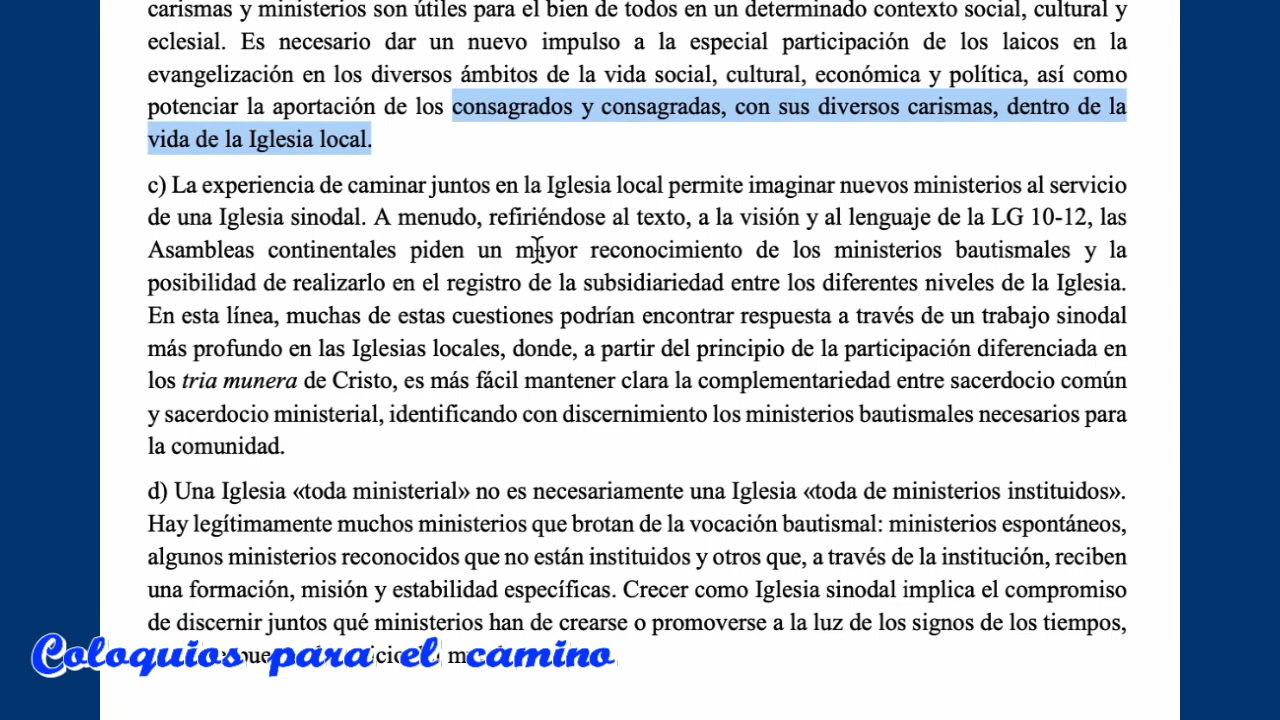 carismas y ministerios son útiles para el bien de todos en un determinado contexto social, cultural y
eclesial. Es necesario dar un nuevo impulso a la especial participación de los laicos en la
evangelización en los diversos ámbitos de la vida social, cultural, económica y política, así como
potenciar la aportación de los consagrados y consagradas, con sus diversos carismas, dentro de la
vida de la Iglesia local.
c) La experiencia de caminar juntos en la Iglesia local permite imaginar nuevos ministerios al servicio
de una Iglesia sinodal. A menudo, refiriéndose al texto, a la visión y al lenguaje de la LG 10-12, las
Asambleas continentales piden un mayor reconocimiento de los ministerios bautismales y la
posibilidad de realizarlo en el registro de la subsidiariedad entre los diferentes niveles de la Iglesia.
En esta línea, muchas de estas cuestiones podrían encontrar respuesta a través de un trabajo sinodal
más profundo en las Iglesias locales, donde, a partir del principio de la participación diferenciada en
los tria munera de Cristo, es más fácil mantener clara la complementariedad entre sacerdocio común
y sacerdocio ministerial, identificando con discernimiento los ministerios bautismales necesarios para
la comunidad.
d) Una Iglesia «toda ministerial» no es necesariamente una Iglesia «toda de ministerios instituidos».
Hay legítimamente muchos ministerios que brotan de la vocación bautismal: ministerios espontáneos,
algunos ministerios reconocidos que no están instituidos y otros que, a través de la institución, reciben
una formación, misión y estabilidad específicas. Crecer como Iglesia sinodal implica el compromiso
de discernir juntos qué ministerios han de crearse o promoverse a la luz de los signos de los tiempos,
Coloquios para el camino